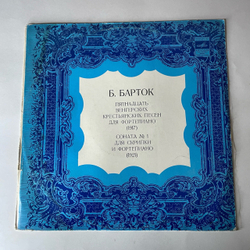 Б. БАРТОК
ПЯТНАДЦАТЬ
ВЕНГЕРСКИХ
КРЕСТЬЯНСКИХ ПЕСЕН
ДЛЯ ФОРТЕПИАНО
(1917)
СОНАТА № 1
ДЛЯ СКРИПКИ
И ФОРТЕПИАНО
(1921)